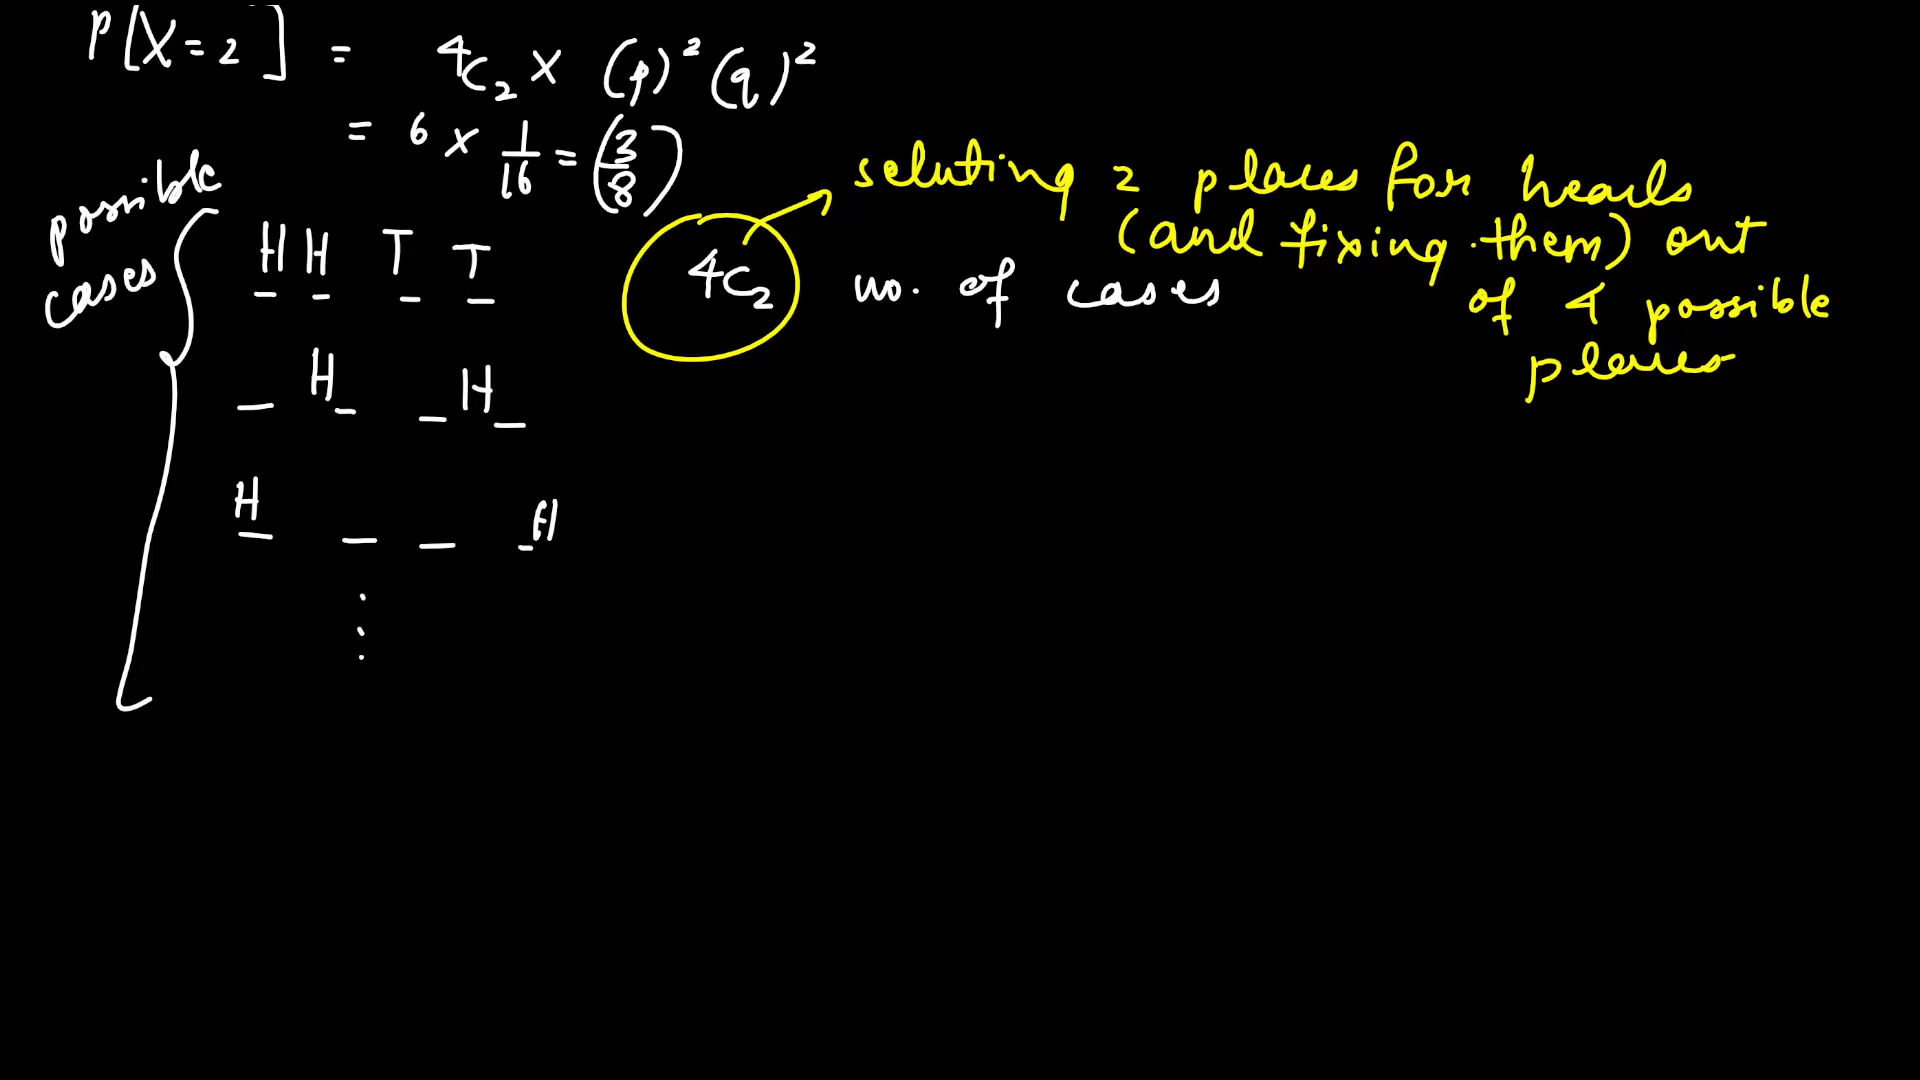 P[X=2] = 4C2 × (p)² (q)²
= 6 × 1/16 = (3/8)
possible
cases
H H T T
4C2 no. of cases
seluting 2 places for heads
(and fixing them) out
of 4 possible
places
_ H _ _ H _
H _ _ H